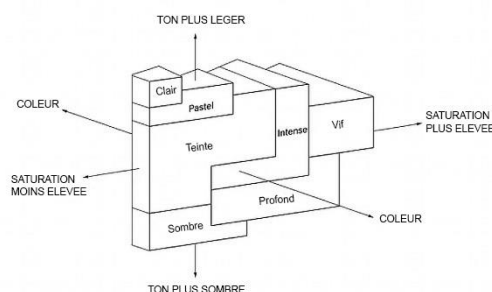 TON PLUS LEGER
Clair
Pastel
COLEUR
Teinte
Intense
Vif
SATURATION
PLUS ELEVEE
SATURATION
MOINS ELEVEE
Profond
Sombre
COLEUR
TON PLUS SOMBRE